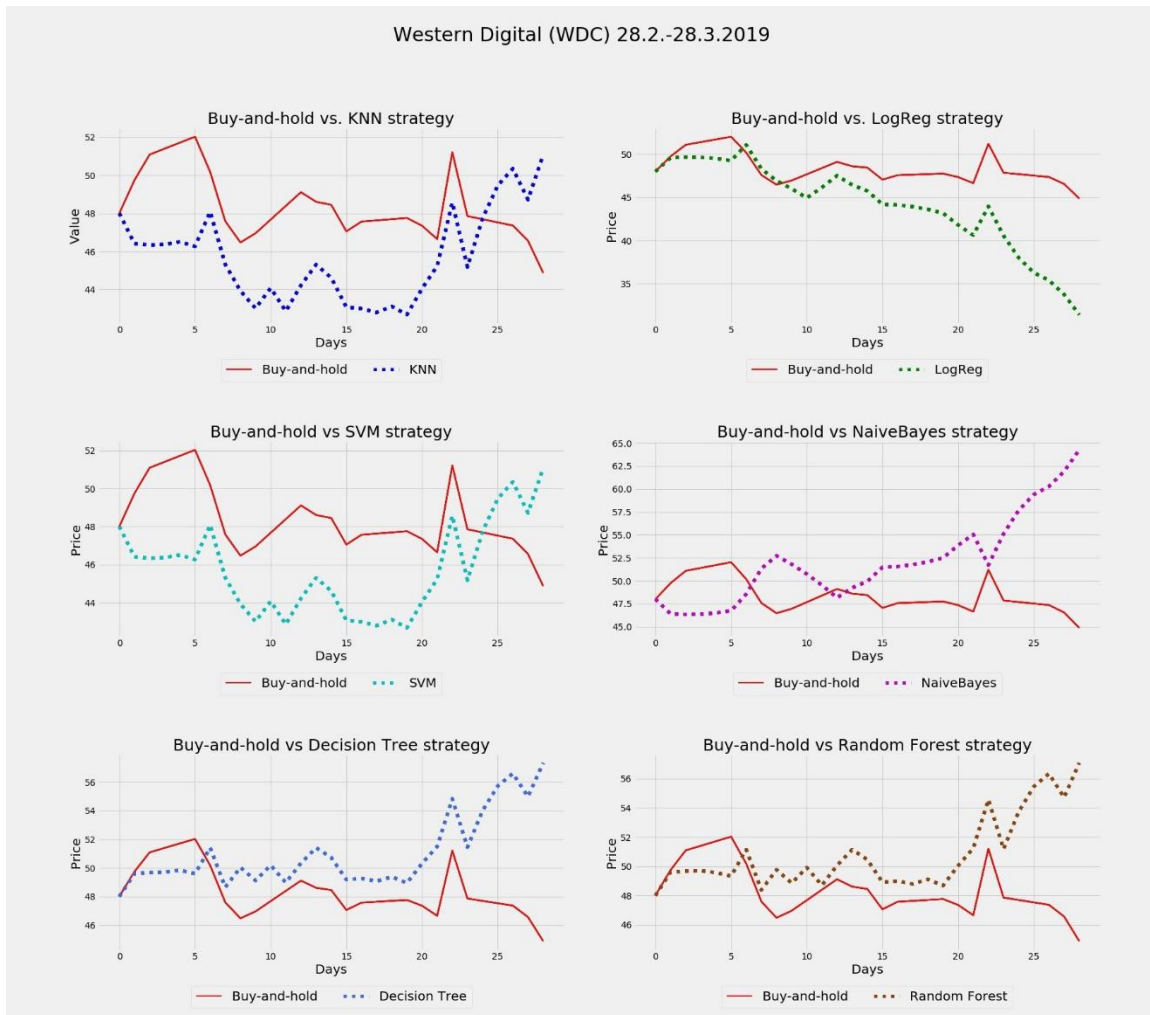 Western Digital (WDC) 28.2.-28.3.2019
Buy-and-hold vs. KNN strategy
52
50
48
46
44
Value
0 5 10 15 20 25
Days
Buy-and-hold KNN
Buy-and-hold vs. LogReg strategy
50
45
40
35
Price
0 5 10 15 20 25
Days
Buy-and-hold LogReg
Buy-and-hold vs SVM strategy
52
50
48
46
44
Price
0 5 10 15 20 25
Days
Buy-and-hold SVM
Buy-and-hold vs NaiveBayes strategy
65.0
62.5
60.0
57.5
55.0
52.5
50.0
47.5
45.0
Price
0 5 10 15 20 25
Days
Buy-and-hold NaiveBayes
Buy-and-hold vs Decision Tree strategy
56
54
52
50
48
46
Price
0 5 10 15 20 25
Days
Buy-and-hold Decision Tree
Buy-and-hold vs Random Forest strategy
56
54
52
50
48
46
Price
0 5 10 15 20 25
Days
Buy-and-hold Random Forest